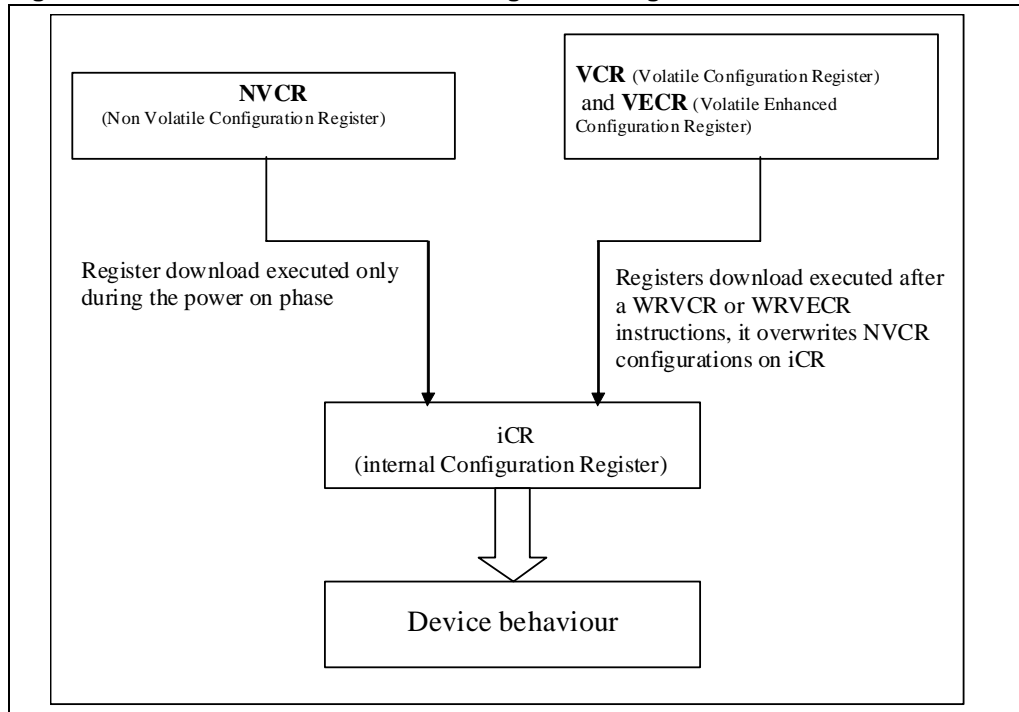 NVCR
(Non Volatile Configuration Register)
VCR (Volatile Configuration Register)
and VECR (Volatile Enhanced
Configuration Register)
Register download executed only
during the power on phase
Registers download executed after
a WRVCR or WRVECR
instructions, it overwrites NVCR
configurations on iCR
iCR
(internal Configuration Register)
Device behaviour